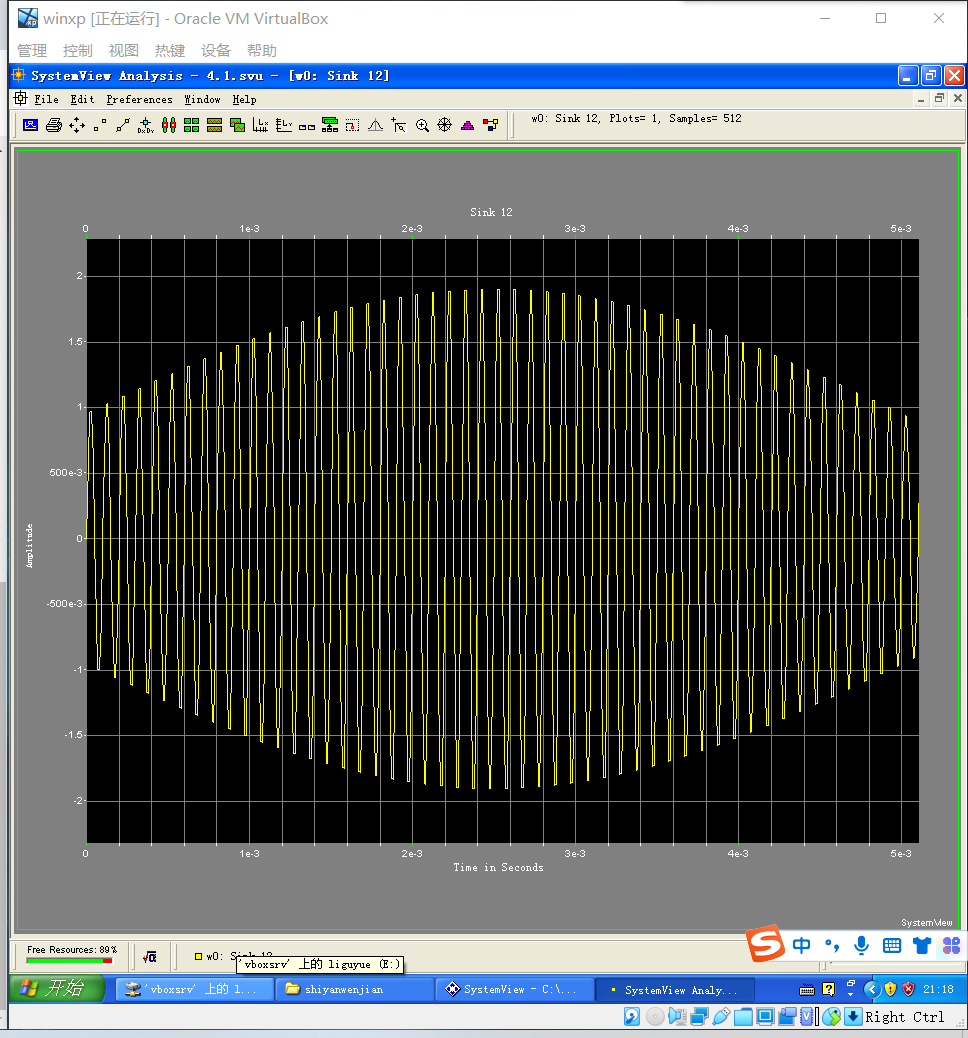 winxp [正在运行] - Oracle VM VirtualBox
管理 控制 视图 热键 设备 帮助
SystemView Analysis - 4.1.svu - [w0: Sink 12]
File Edit Preferences Window Help
w0: Sink 12, Plots= 1, Samples= 512
Sink 12
0 1e-3 2e-3 3e-3 4e-3 5e-3
2
1.5
1
500e-3
0
-500e-3
-1
-1.5
-2
Amplitude
0 1e-3 2e-3 3e-3 4e-3 5e-3
Time in Seconds
SystemView
Free Resources: 89%
w0: Sink 12
'vboxsrv' 上的 liguyue (E:)
中
开始 'vboxsrv' 上的 l... shiyanwenjian SystemView - C:\... SystemView Analy... 21:18
Right Ctrl